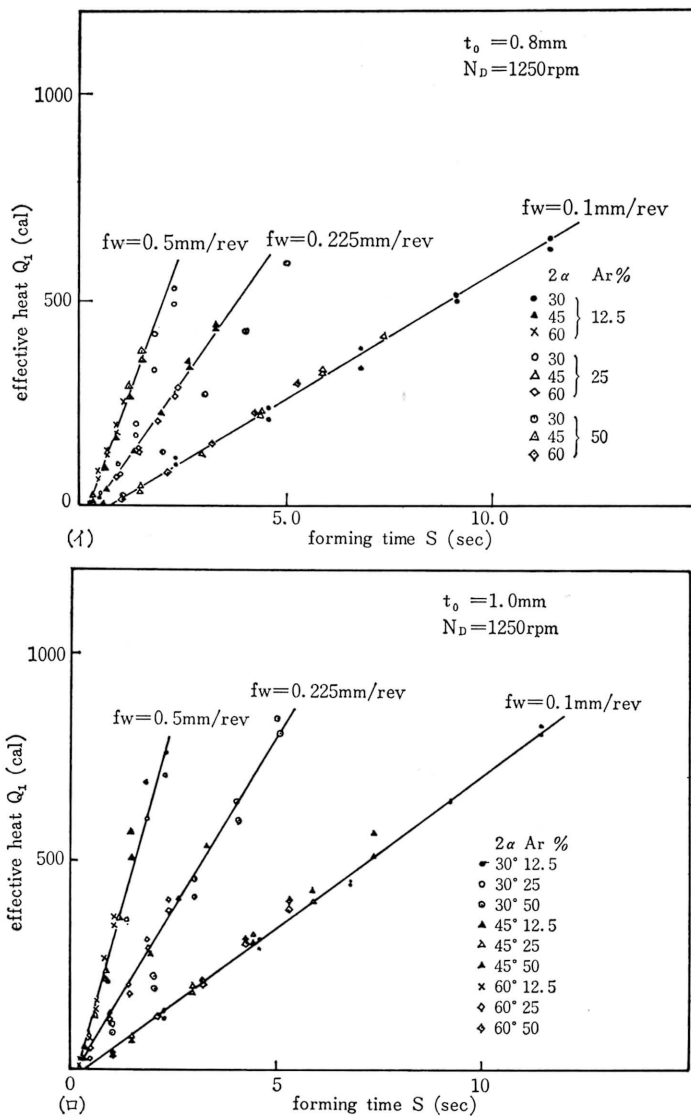 t₀ =0.8mm
N_D=1250rpm
1000
500
0
effective heat Q₁ (cal)
fw=0.5mm/rev
fw=0.225mm/rev
fw=0.1mm/rev
2α Ar%
● 30
▲ 45 } 12.5
× 60
○ 30
△ 45 } 25
◇ 60
30
45 } 50
60
5.0 10.0
(イ) forming time S (sec)
t₀ =1.0mm
N_D=1250rpm
1000
500
effective heat Q₁ (cal)
fw=0.5mm/rev
fw=0.225mm/rev
fw=0.1mm/rev
2α Ar %
30° 12.5
30° 25
30° 50
45° 12.5
45° 25
45° 50
60° 12.5
60° 25
60° 50
0 5 10
(ロ) forming time S (sec)